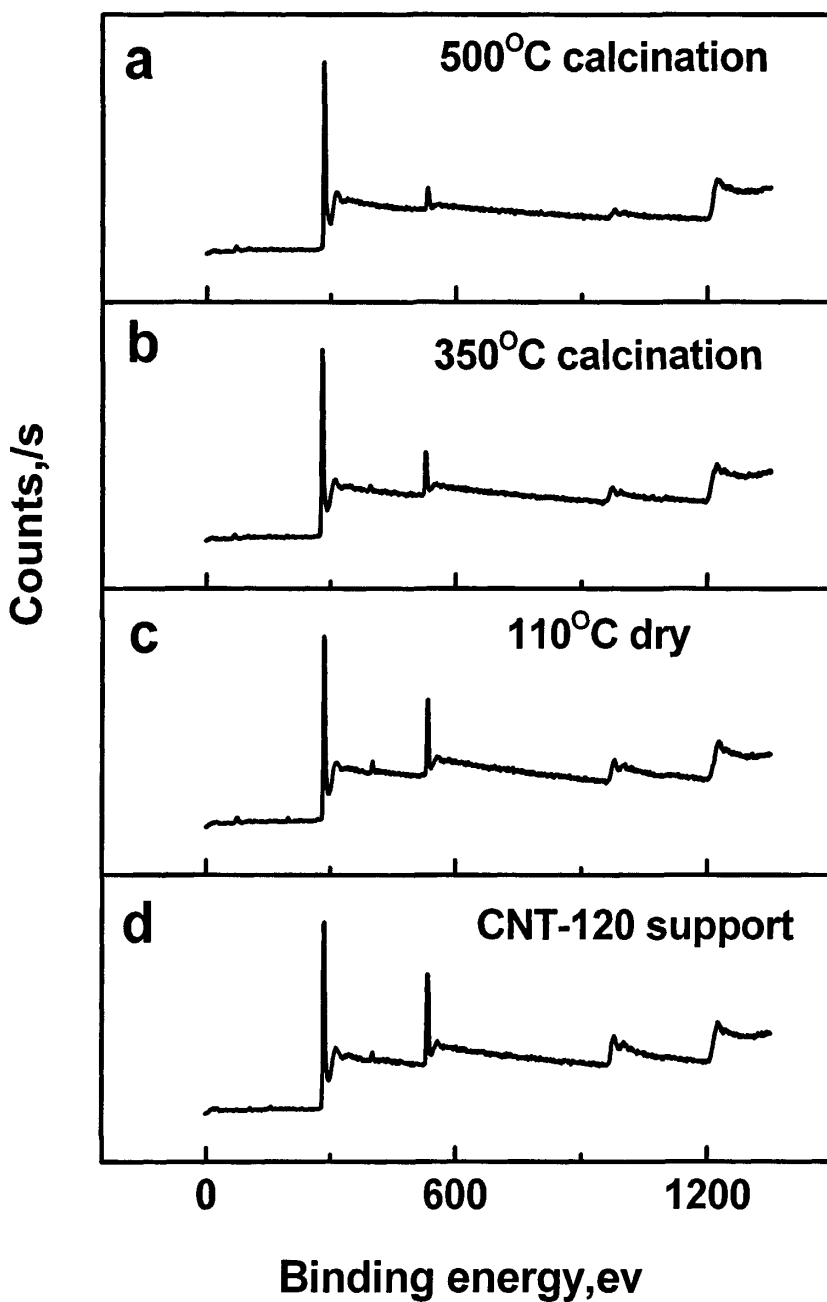 a
500°C calcination
b
350°C calcination
c
110°C dry
d
CNT-120 support
0 600 1200
Binding energy,ev
Counts,/s